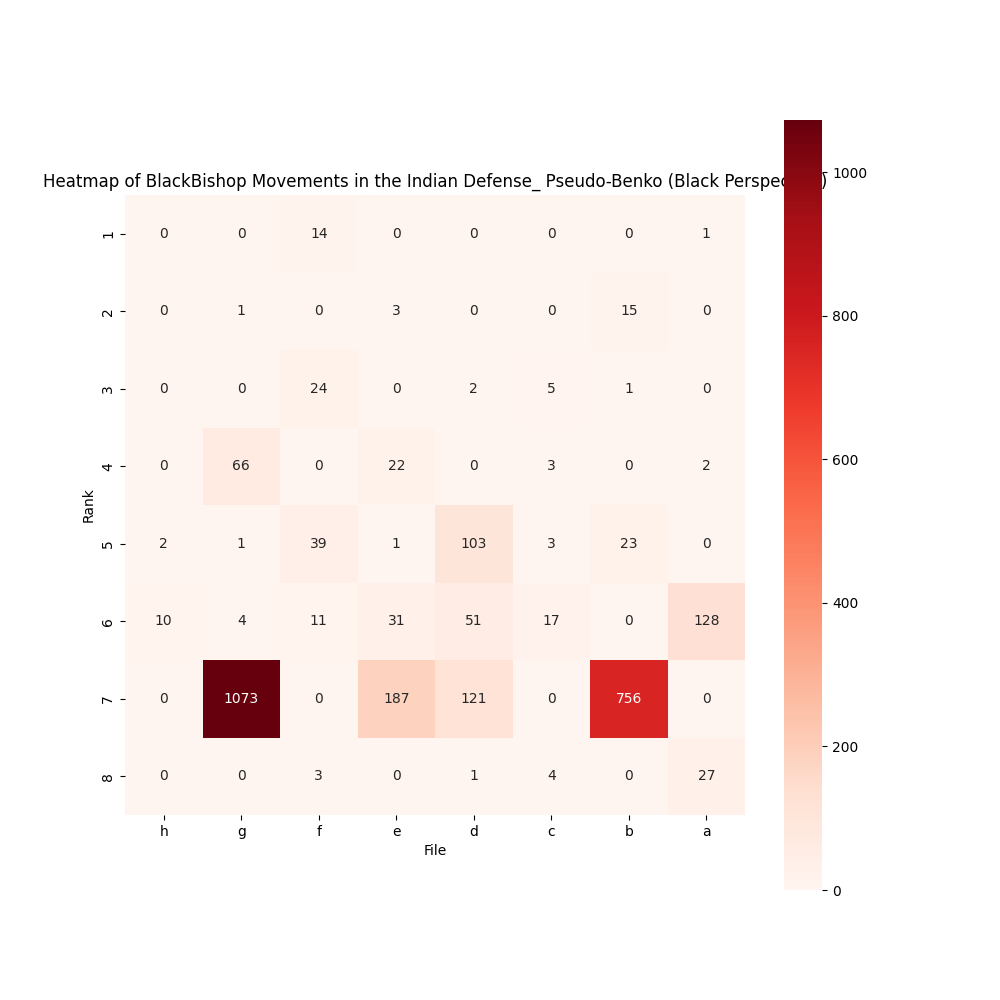 Heatmap of BlackBishop Movements in the Indian Defense_ Pseudo-Benko (Black )
1 0 0 14 0 0 0 0 1
2 0 1 0 3 0 0 15 0
3 0 0 24 0 2 5 1 0
4 0 66 0 22 0 3 0 2
5 2 1 39 1 103 3 23 0
6 10 4 11 31 51 17 0 128
7 0 1073 0 187 121 0 756 0
8 0 0 3 0 1 4 0 27
h g f e d c b a
File
Rank
1000
800
600
400
200
0